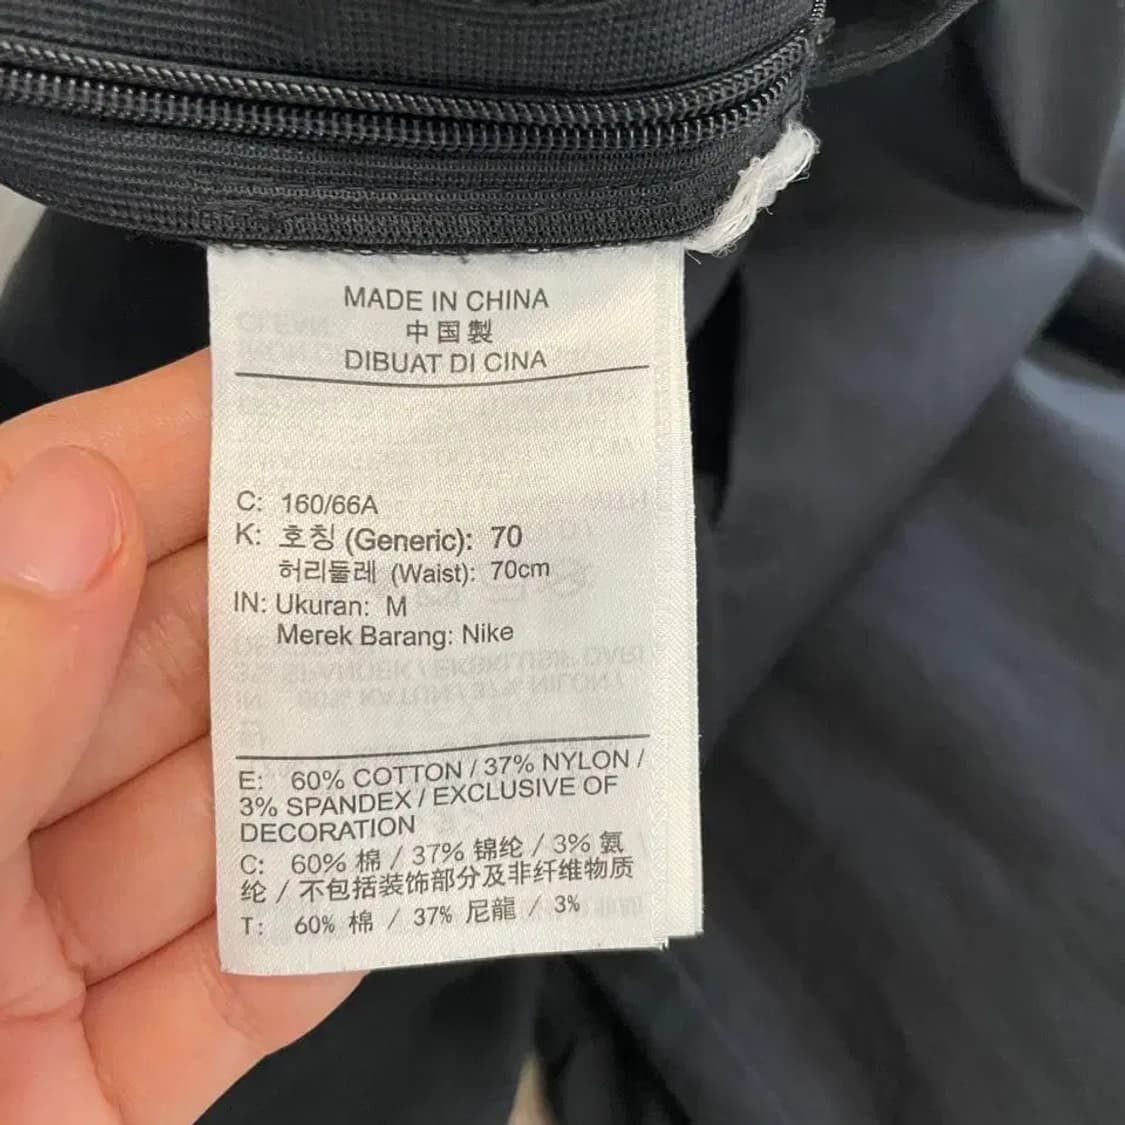 MADE IN CHINA
中国製
DIBUAT DI CINA
C: 160/66A
K: 호칭 (Generic): 70
허리둘레 (Waist): 70cm
IN: Ukuran: M
Merek Barang: Nike
E: 60% COTTON / 37% NYLON /
3% SPANDEX / EXCLUSIVE OF
DECORATION
C: 60% 棉 / 37% 锦纶 / 3% 氨
纶 / 不包括装饰部分及非纤维物质
T: 60% 棉 / 37% 尼龍 / 3%